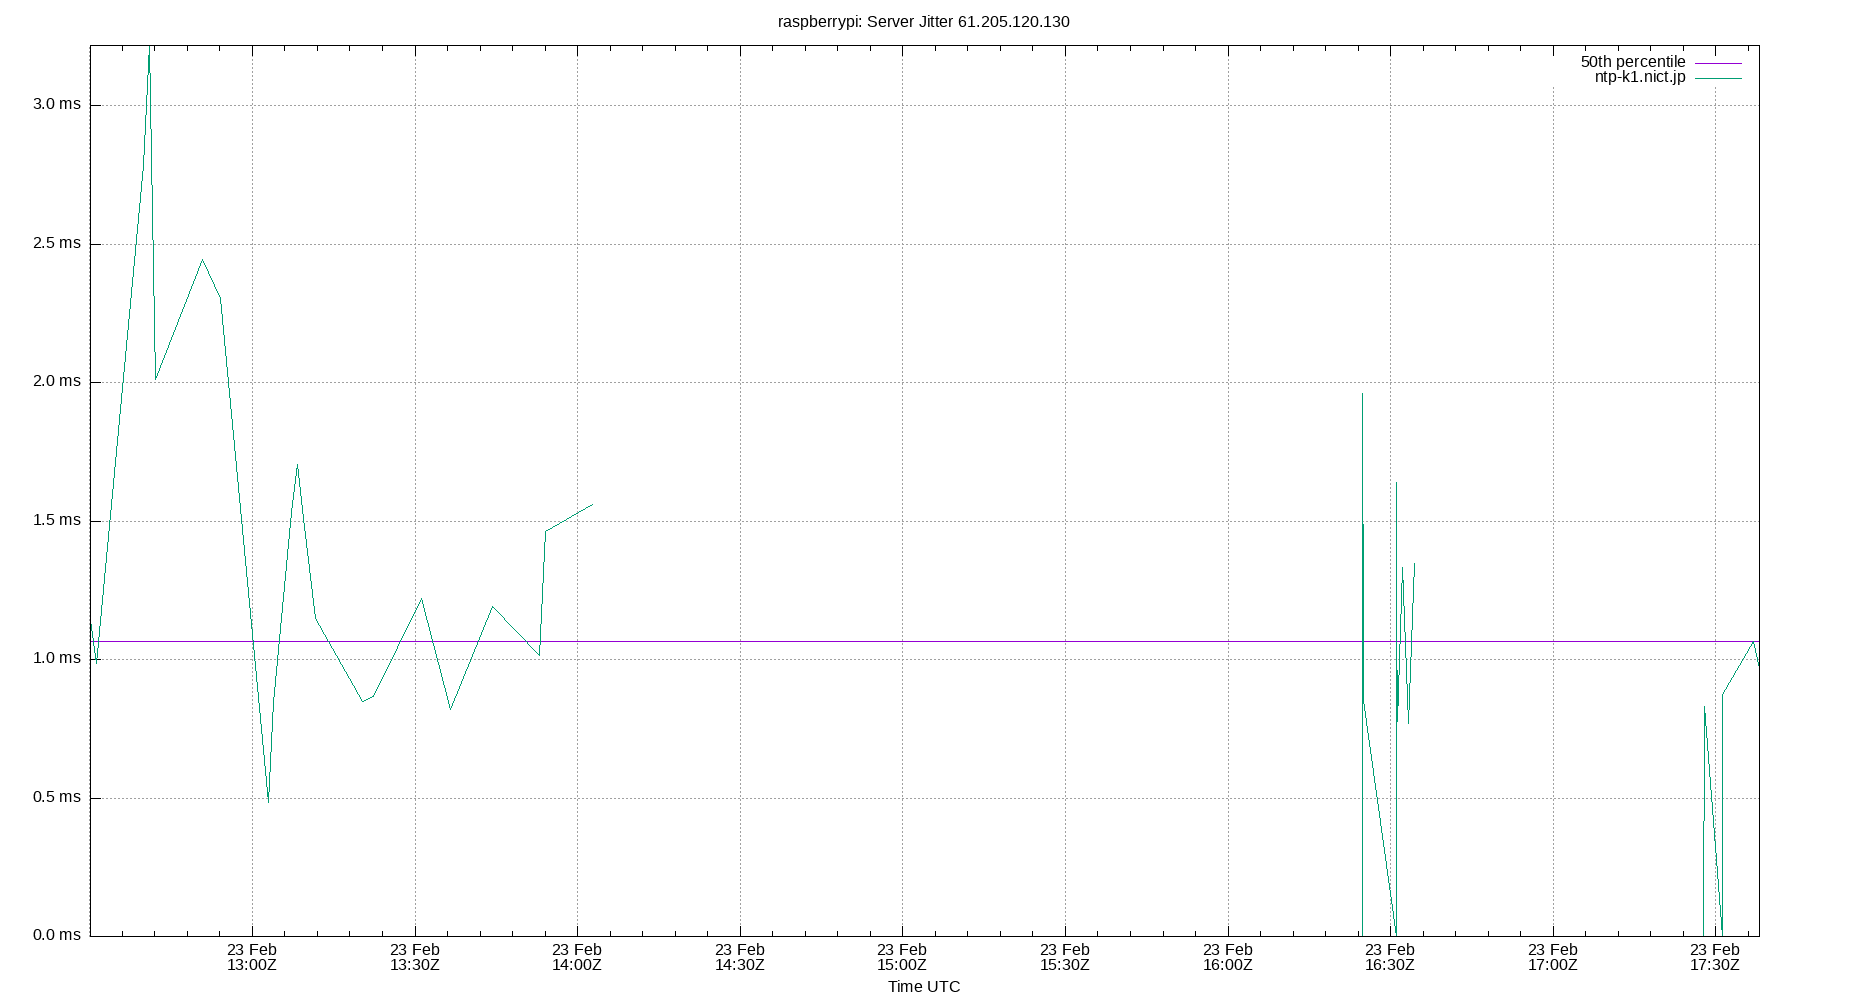 raspberrypi: Server Jitter 61.205.120.130
50th percentile
ntp-k1.nict.jp
3.0 ms
2.5 ms
2.0 ms
1.5 ms
1.0 ms
0.5 ms
0.0 ms
23 Feb 23 Feb 23 Feb 23 Feb 23 Feb 23 Feb 23 Feb 23 Feb 23 Feb 23 Feb
13:00Z 13:30Z 14:00Z 14:30Z 15:00Z 15:30Z 16:00Z 16:30Z 17:00Z 17:30Z
Time UTC